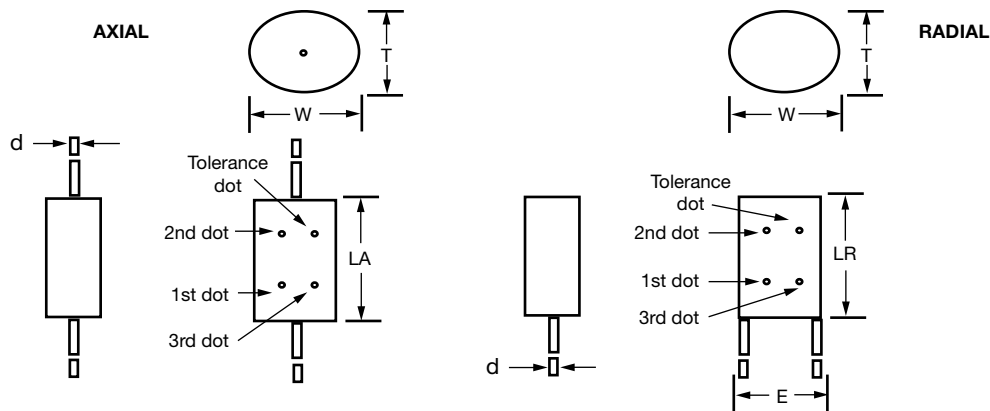 AXIAL
T
W
d
Tolerance
dot
2nd dot
LA
1st dot
3rd dot
RADIAL
T
W
Tolerance
dot
2nd dot
LR
1st dot
3rd dot
d
E